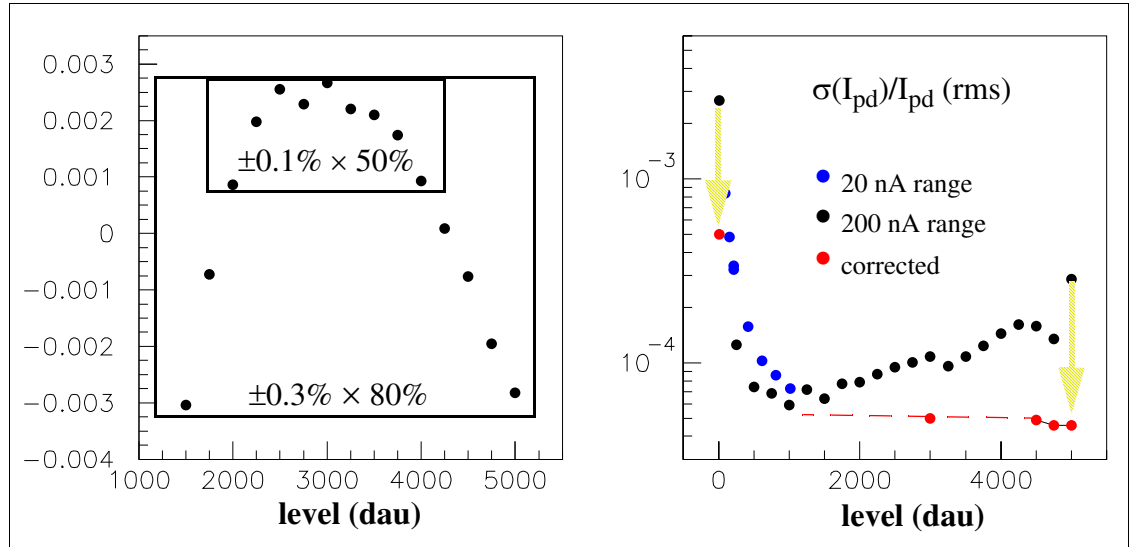 0.003
0.002
0.001
0
−0.001
−0.002
−0.003
−0.004
1000 2000 3000 4000 5000
level (dau)
±0.1% × 50%
±0.3% × 80%
σ(I_pd)/I_pd (rms)
20 nA range
200 nA range
corrected
10^−3
10^−4
0 2000 4000
level (dau)